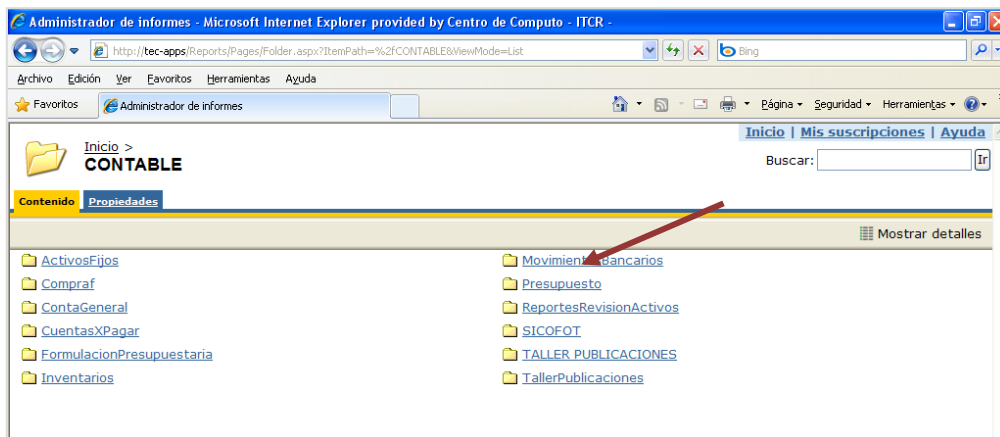 Administrador de informes - Microsoft Internet Explorer provided by Centro de Computo - ITCR -
http://tec-apps/Reports/Pages/Folder.aspx?ItemPath=%2fCONTABLE&ViewMode=List
Bing
Archivo Edición Ver Favoritos Herramientas Ayuda
Favoritos Administrador de informes Página Seguridad Herramientas
Inicio | Mis suscripciones | Ayuda
Inicio >
CONTABLE
Buscar: Ir
Contenido Propiedades
Mostrar detalles
ActivosFijos MovimientosBancarios
Compraf Presupuesto
ContaGeneral ReportesRevisionActivos
CuentasXPagar SICOFOT
FormulacionPresupuestaria TALLER PUBLICACIONES
Inventarios TallerPublicaciones